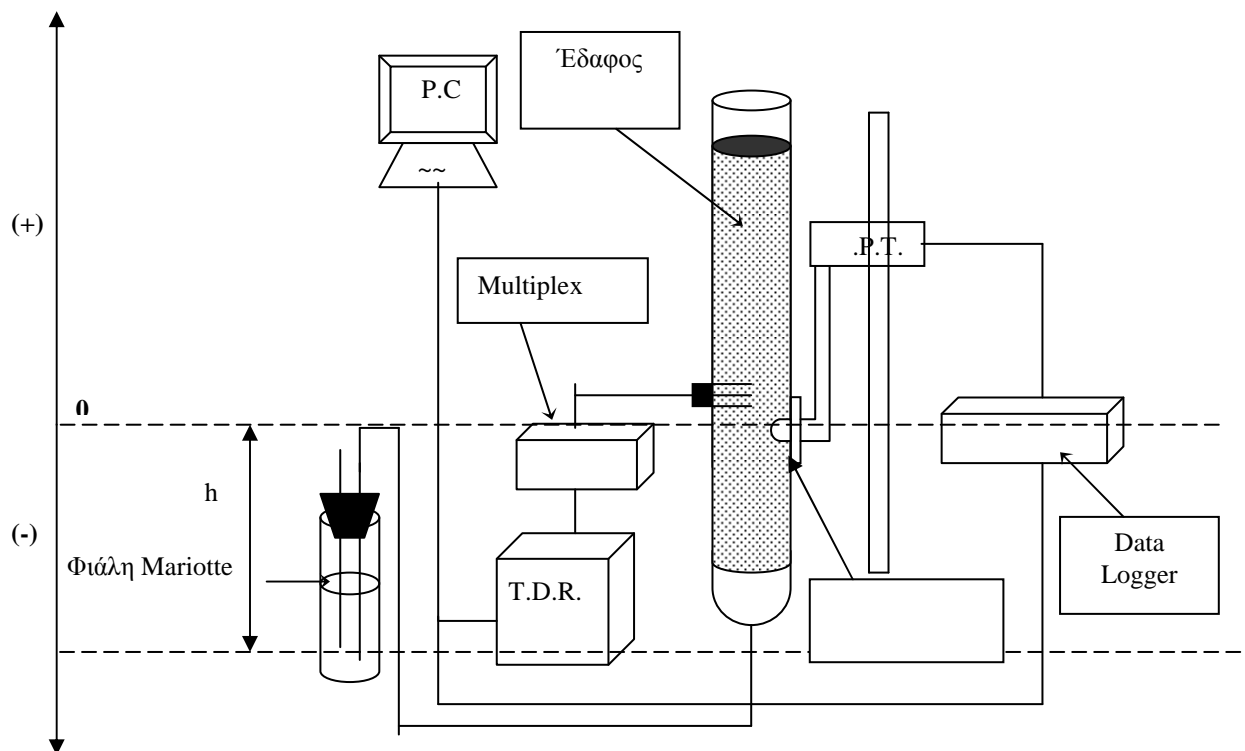 Έδαφος
P.C
~~
(+)
.P.T.
Multiplex
0
h
(-)
Φιάλη Mariotte
T.D.R.
Data
Logger